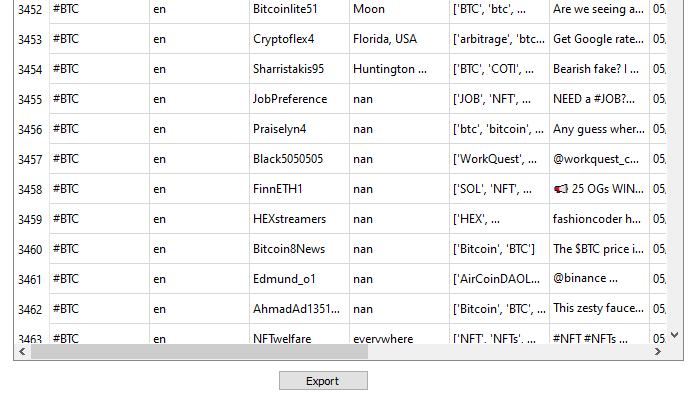 3452 #BTC en Bitcoinlite51 Moon ['BTC', 'btc', ... Are we seeing a... 05,
3453 #BTC en Cryptoflex4 Florida, USA ['arbitrage', 'btc... Get Google rate... 05,
3454 #BTC en Sharristakis95 Huntington ... ['BTC', 'COTI', ... Bearish fake? I ... 05,
3455 #BTC en JobPreference nan ['JOB', 'NFT', ... NEED a #JOB?... 05,
3456 #BTC en Praiselyn4 nan ['btc', 'bitcoin', ... Any guess wher... 05,
3457 #BTC en Black5050505 nan ['WorkQuest', ... @workquest_c... 05,
3458 #BTC en FinnETH1 nan ['SOL', 'NFT', ... 📢 25 OGs WIN... 05,
3459 #BTC en HEXstreamers nan ['HEX', ... fashioncoder h... 05,
3460 #BTC en Bitcoin8News nan ['Bitcoin', 'BTC'] The $BTC price i... 05,
3461 #BTC en Edmund_o1 nan ['AirCoinDAOL... @binance ... 05,
3462 #BTC en AhmadAd1351... nan ['Bitcoin', 'BTC', ... This zesty fauce... 05,
3463 #BTC en NFTwelfare everywhere ['NFT', 'NFTs', ... #NFT #NFTs ... 05,
Export